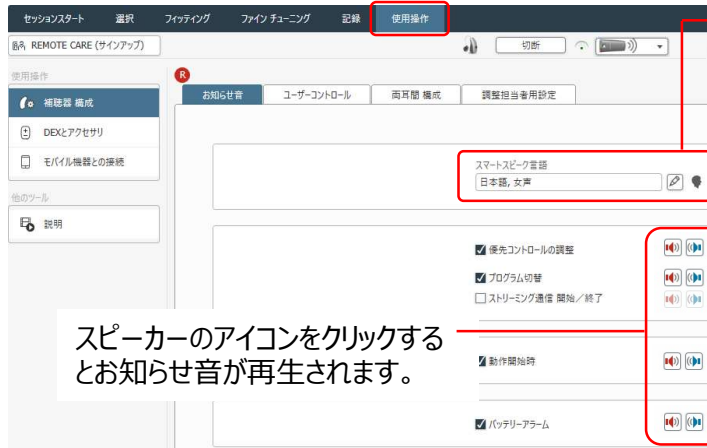 セッションスタート 選択 フィッティング ファイン チューニング 記録 使用操作
REMOTE CARE (サインアップ) 切断
使用操作
R
お知らせ音 ユーザーコントロール 両耳間 構成 調整担当者用設定
補聴器 構成
DEXとアクセサリ
モバイル機器との接続
スマートスピーク言語
日本語, 女声
他のツール
説明
優先コントロールの調整
プログラム切替
ストリーミング通信 開始／終了
スピーカーのアイコンをクリックする
とお知らせ音が再生されます。
動作開始時
バッテリーアラーム